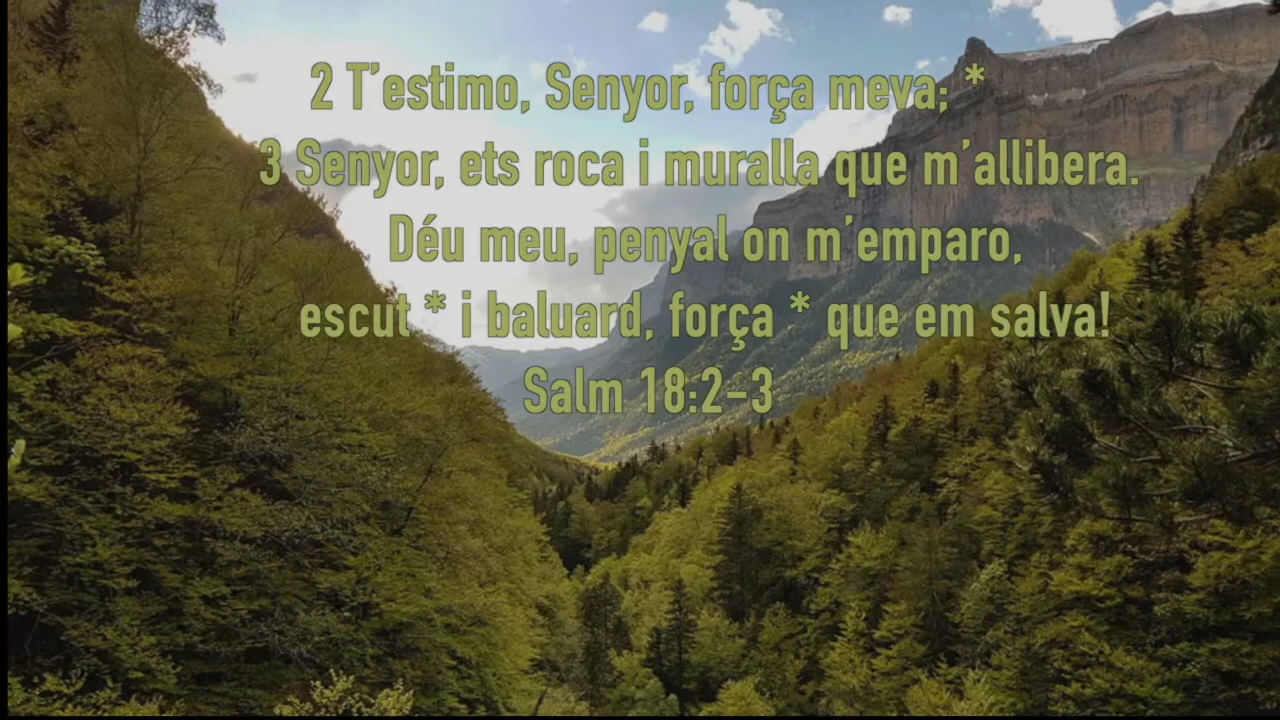 2 T’estimo, Senyor, força meva; *
3 Senyor, ets roca i muralla que m’allibera.
Déu meu, penyal on m’emparo,
escut * i baluard, força * que em salva!
Salm 18:2-3